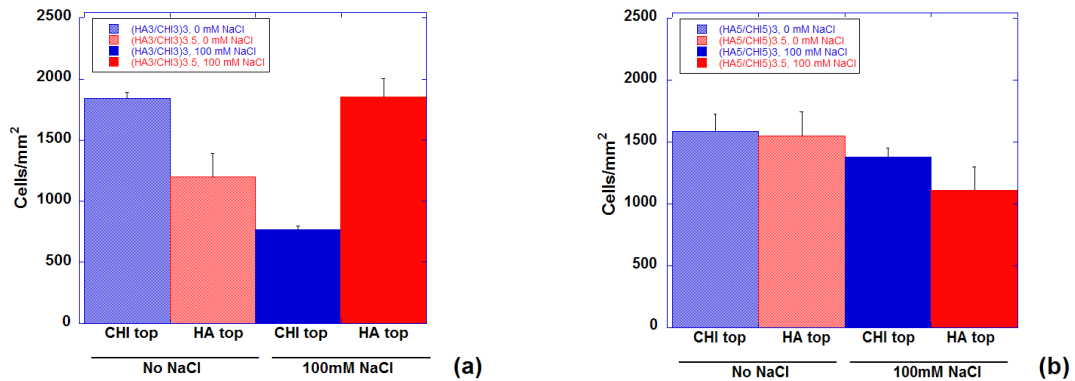 2500
2000
1500
1000
500
0
Cells/mm²
(HA3/CHI3)3, 0 mM NaCl
(HA3/CHI3)3.5, 0 mM NaCl
(HA3/CHI3)3, 100 mM NaCl
(HA3/CHI3)3.5, 100 mM NaCl
CHI top HA top CHI top HA top
No NaCl 100mM NaCl
(a)
2500
2000
1500
1000
500
0
Cells/mm²
(HA5/CHI5)3, 0 mM NaCl
(HA5/CHI5)3.5, 0 mM NaCl
(HA5/CHI5)3, 100 mM NaCl
(HA5/CHI5)3.5, 100 mM NaCl
CHI top HA top CHI top HA top
No NaCl 100mM NaCl
(b)